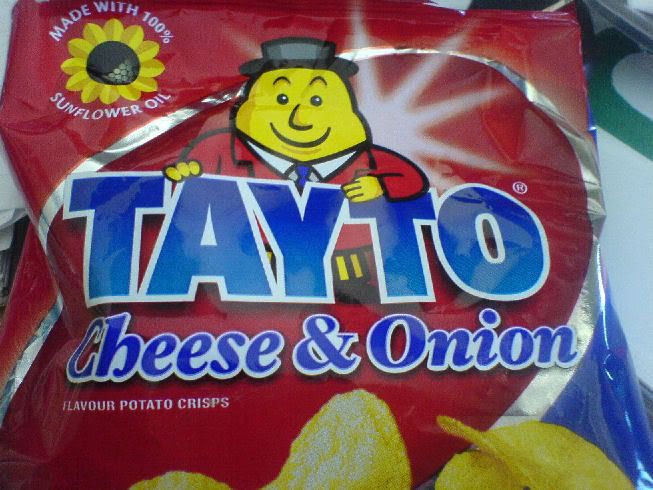 MADE WITH 100%
SUNFLOWER OIL
TAYTO®
Cheese & Onion
FLAVOUR POTATO CRISPS